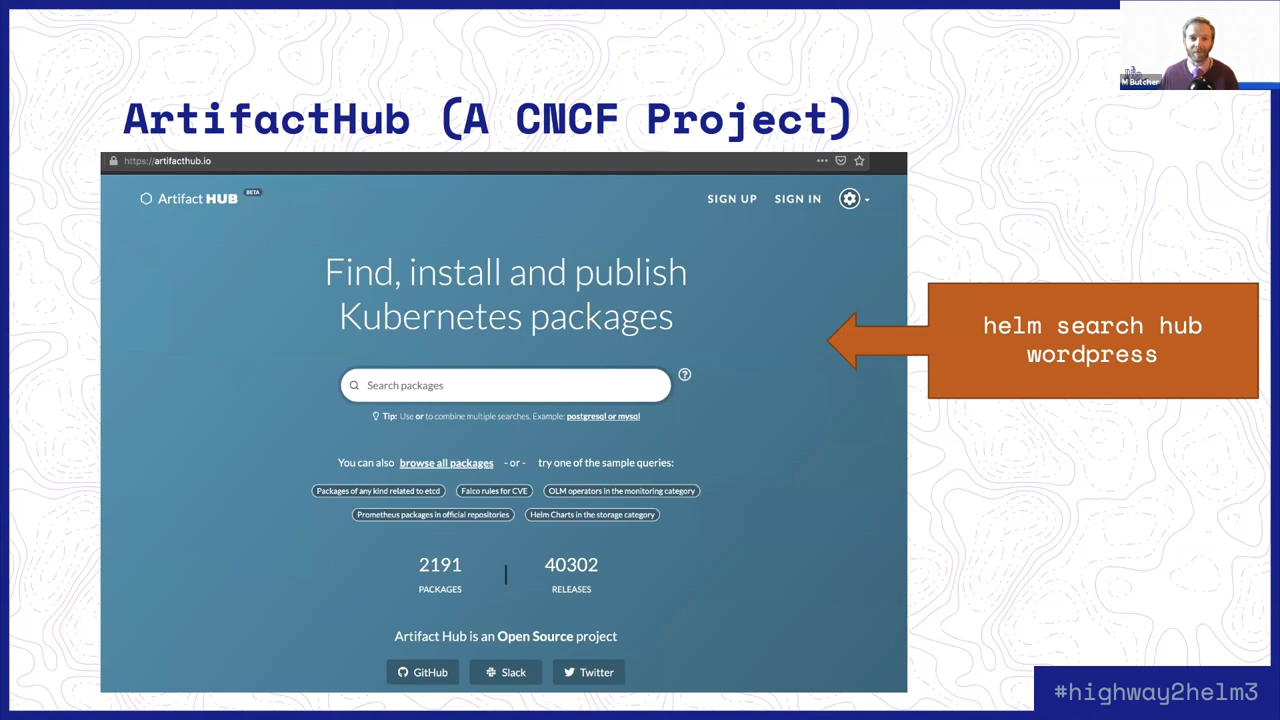 M Butcher
ArtifactHub (A CNCF Project)
https://artifacthub.io
Artifact HUB BETA
SIGN UP SIGN IN
Find, install and publish
Kubernetes packages
Search packages
Tip: Use or to combine multiple searches. Example: postgresql or mysql
You can also browse all packages - or - try one of the sample queries:
Packages of any kind related to etcd Falco rules for CVE OLM operators in the monitoring category
Prometheus packages in official repositories Helm Charts in the storage category
2191 40302
PACKAGES RELEASES
Artifact Hub is an Open Source project
GitHub Slack Twitter
helm search hub
wordpress
#highway2helm3